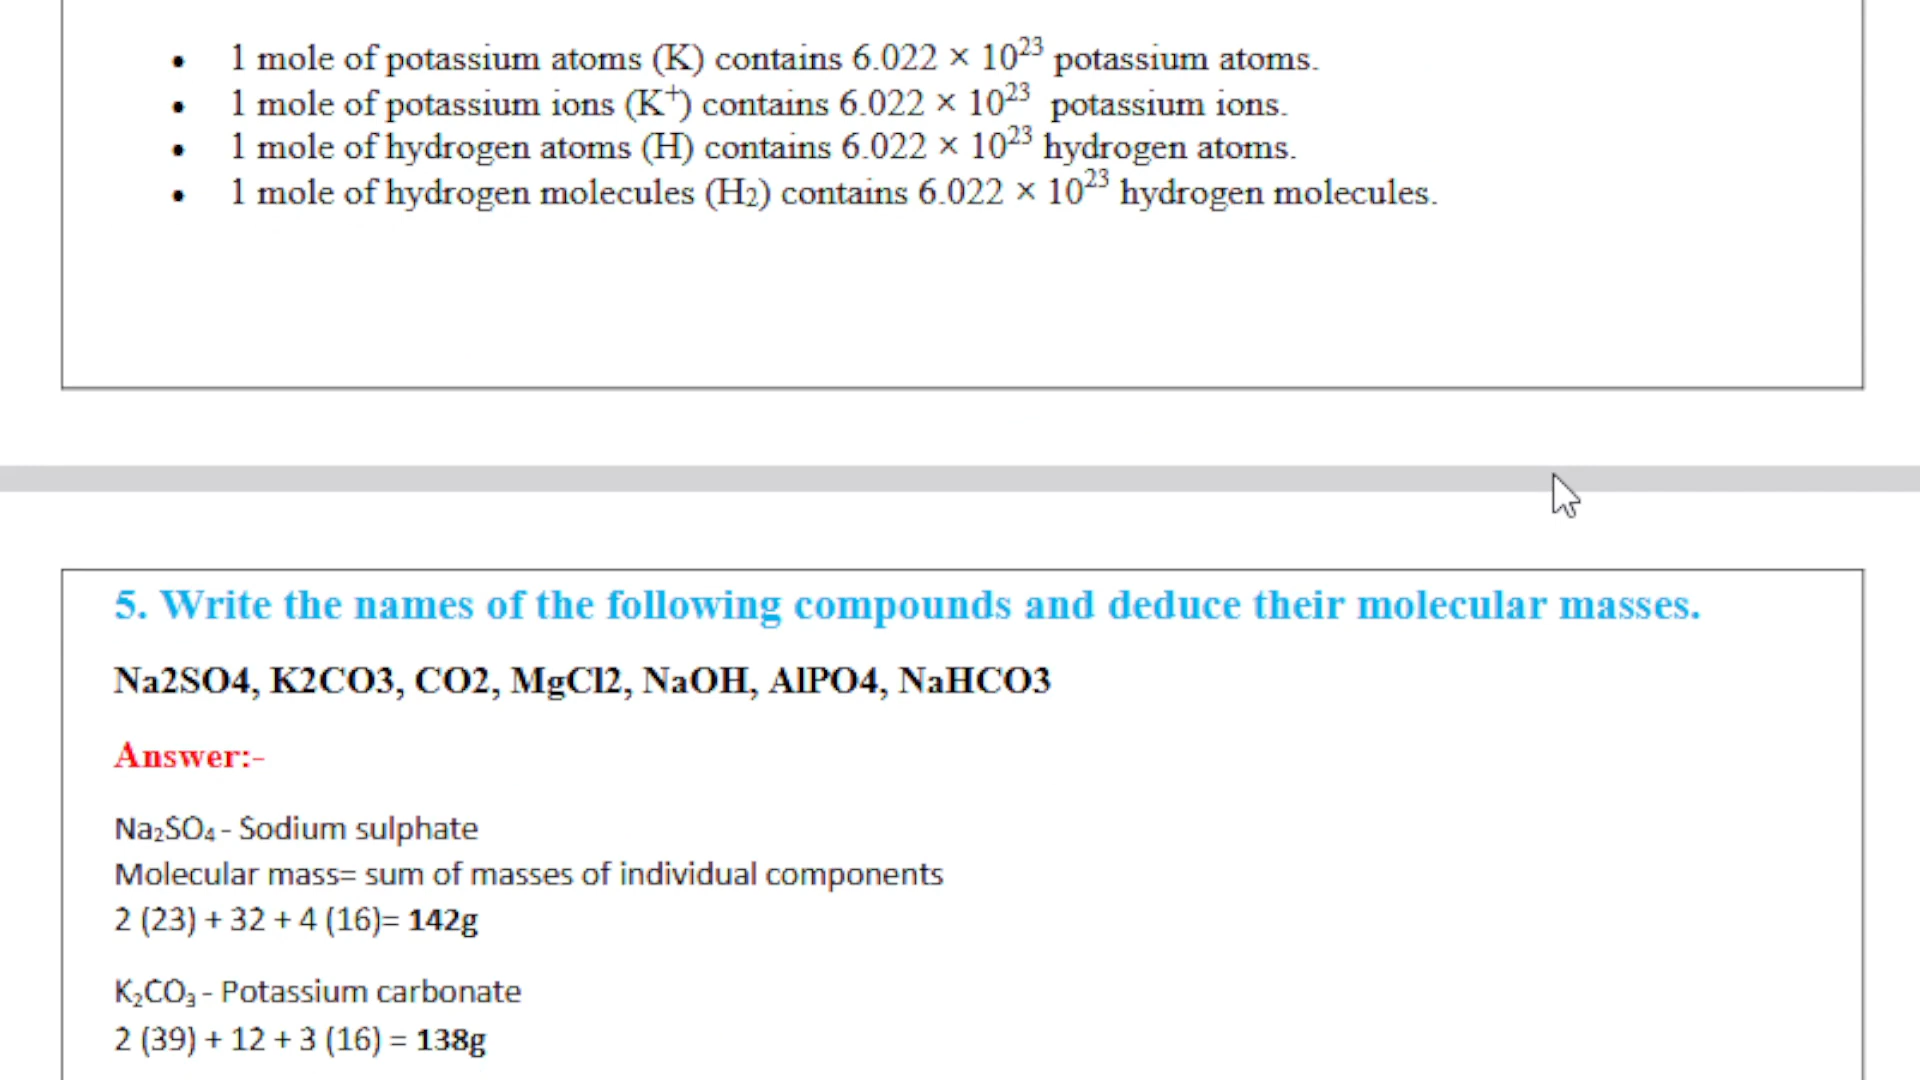 • 1 mole of potassium atoms (K) contains 6.022 × 10²³ potassium atoms.
• 1 mole of potassium ions (K⁺) contains 6.022 × 10²³ potassium ions.
• 1 mole of hydrogen atoms (H) contains 6.022 × 10²³ hydrogen atoms.
• 1 mole of hydrogen molecules (H₂) contains 6.022 × 10²³ hydrogen molecules.
5. Write the names of the following compounds and deduce their molecular masses.
Na2SO4, K2CO3, CO2, MgCl2, NaOH, AlPO4, NaHCO3
Answer:-
Na₂SO₄ - Sodium sulphate
Molecular mass= sum of masses of individual components
2 (23) + 32 + 4 (16)= 142g
K₂CO₃ - Potassium carbonate
2 (39) + 12 + 3 (16) = 138g